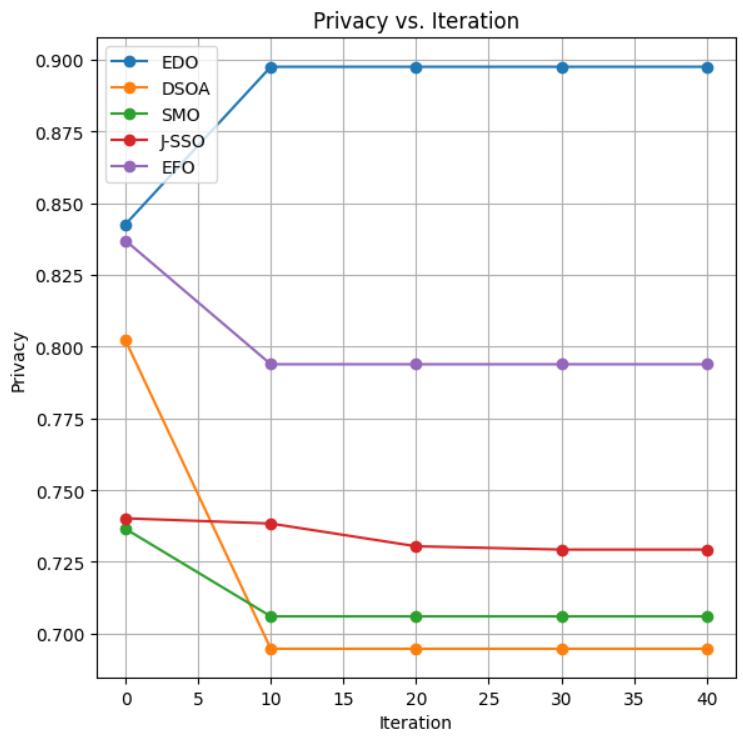 Privacy vs. Iteration
EDO
DSOA
SMO
J-SSO
EFO
Privacy
0.900
0.875
0.850
0.825
0.800
0.775
0.750
0.725
0.700
0 5 10 15 20 25 30 35 40
Iteration